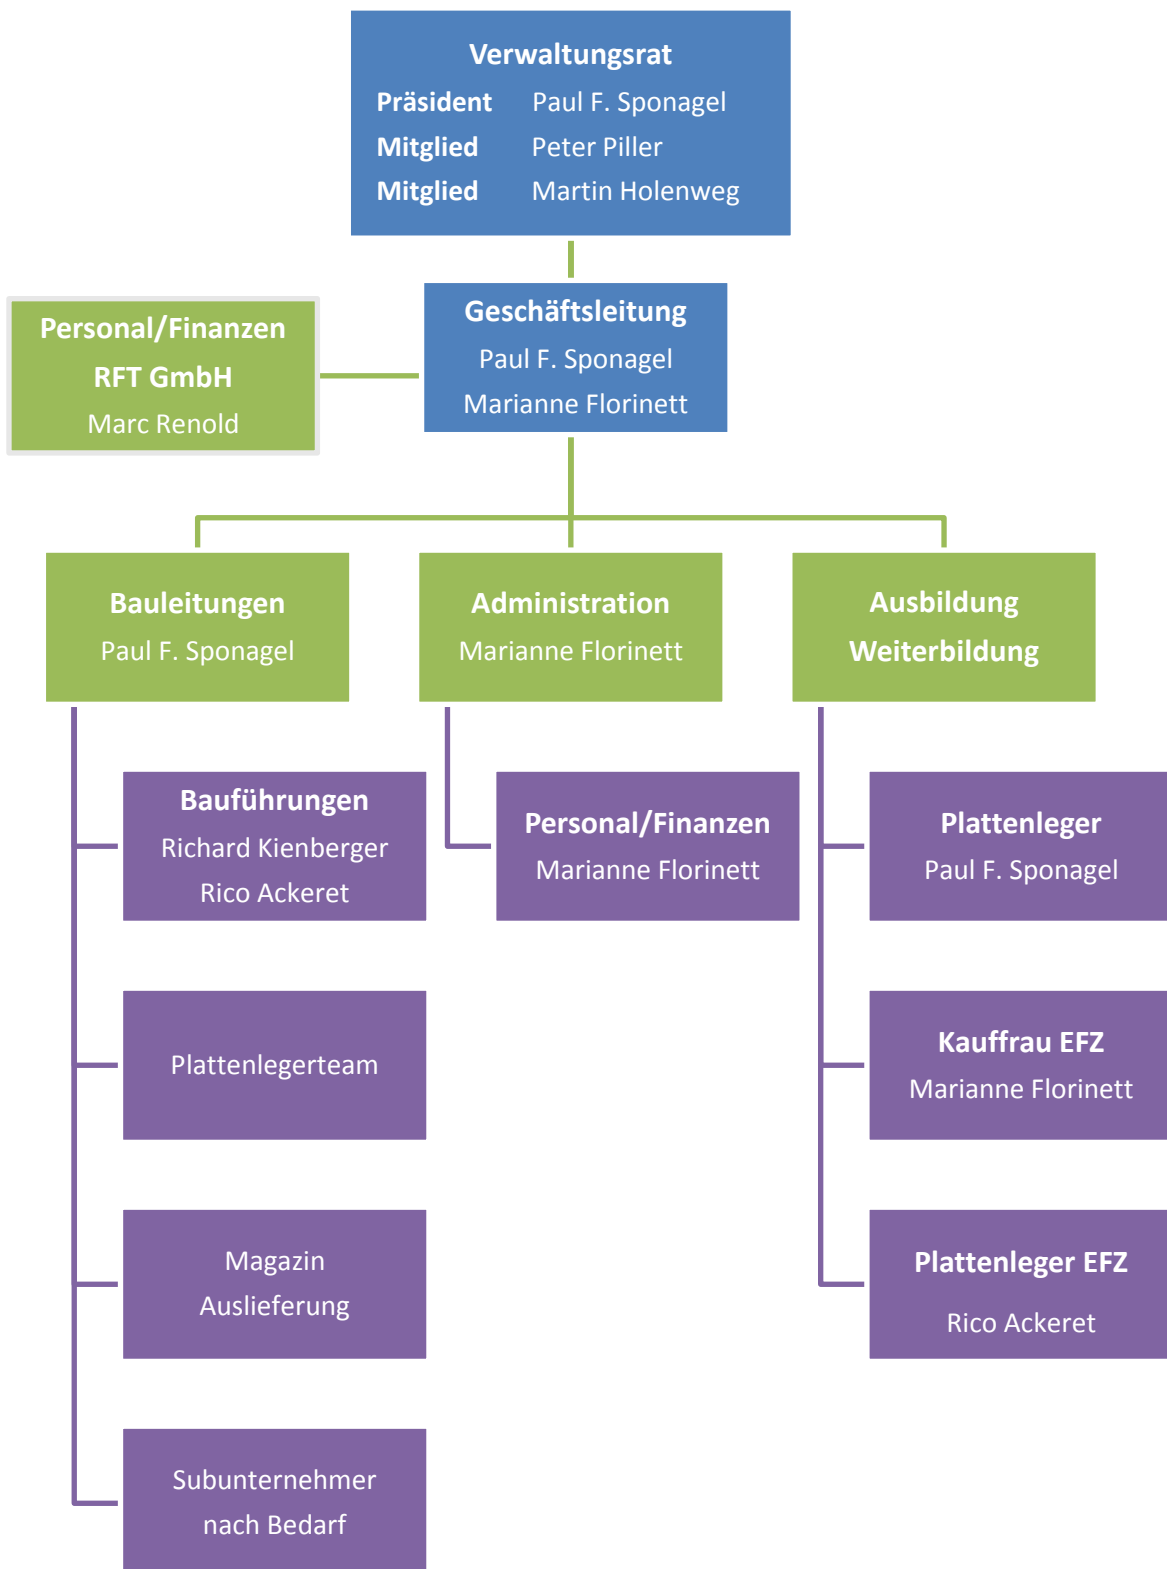 Verwaltungsrat
Präsident Paul F. Sponagel
Mitglied Peter Piller
Mitglied Martin Holenweg
Personal/Finanzen
RFT GmbH
Marc Renold
Geschäftsleitung
Paul F. Sponagel
Marianne Florinett
Bauleitungen
Paul F. Sponagel
Administration
Marianne Florinett
Ausbildung
Weiterbildung
Bauführungen
Richard Kienberger
Rico Ackeret
Plattenlegerteam
Magazin
Auslieferung
Subunternehmer
nach Bedarf
Personal/Finanzen
Marianne Florinett
Plattenleger
Paul F. Sponagel
Kauffrau EFZ
Marianne Florinett
Plattenleger EFZ
Rico Ackeret